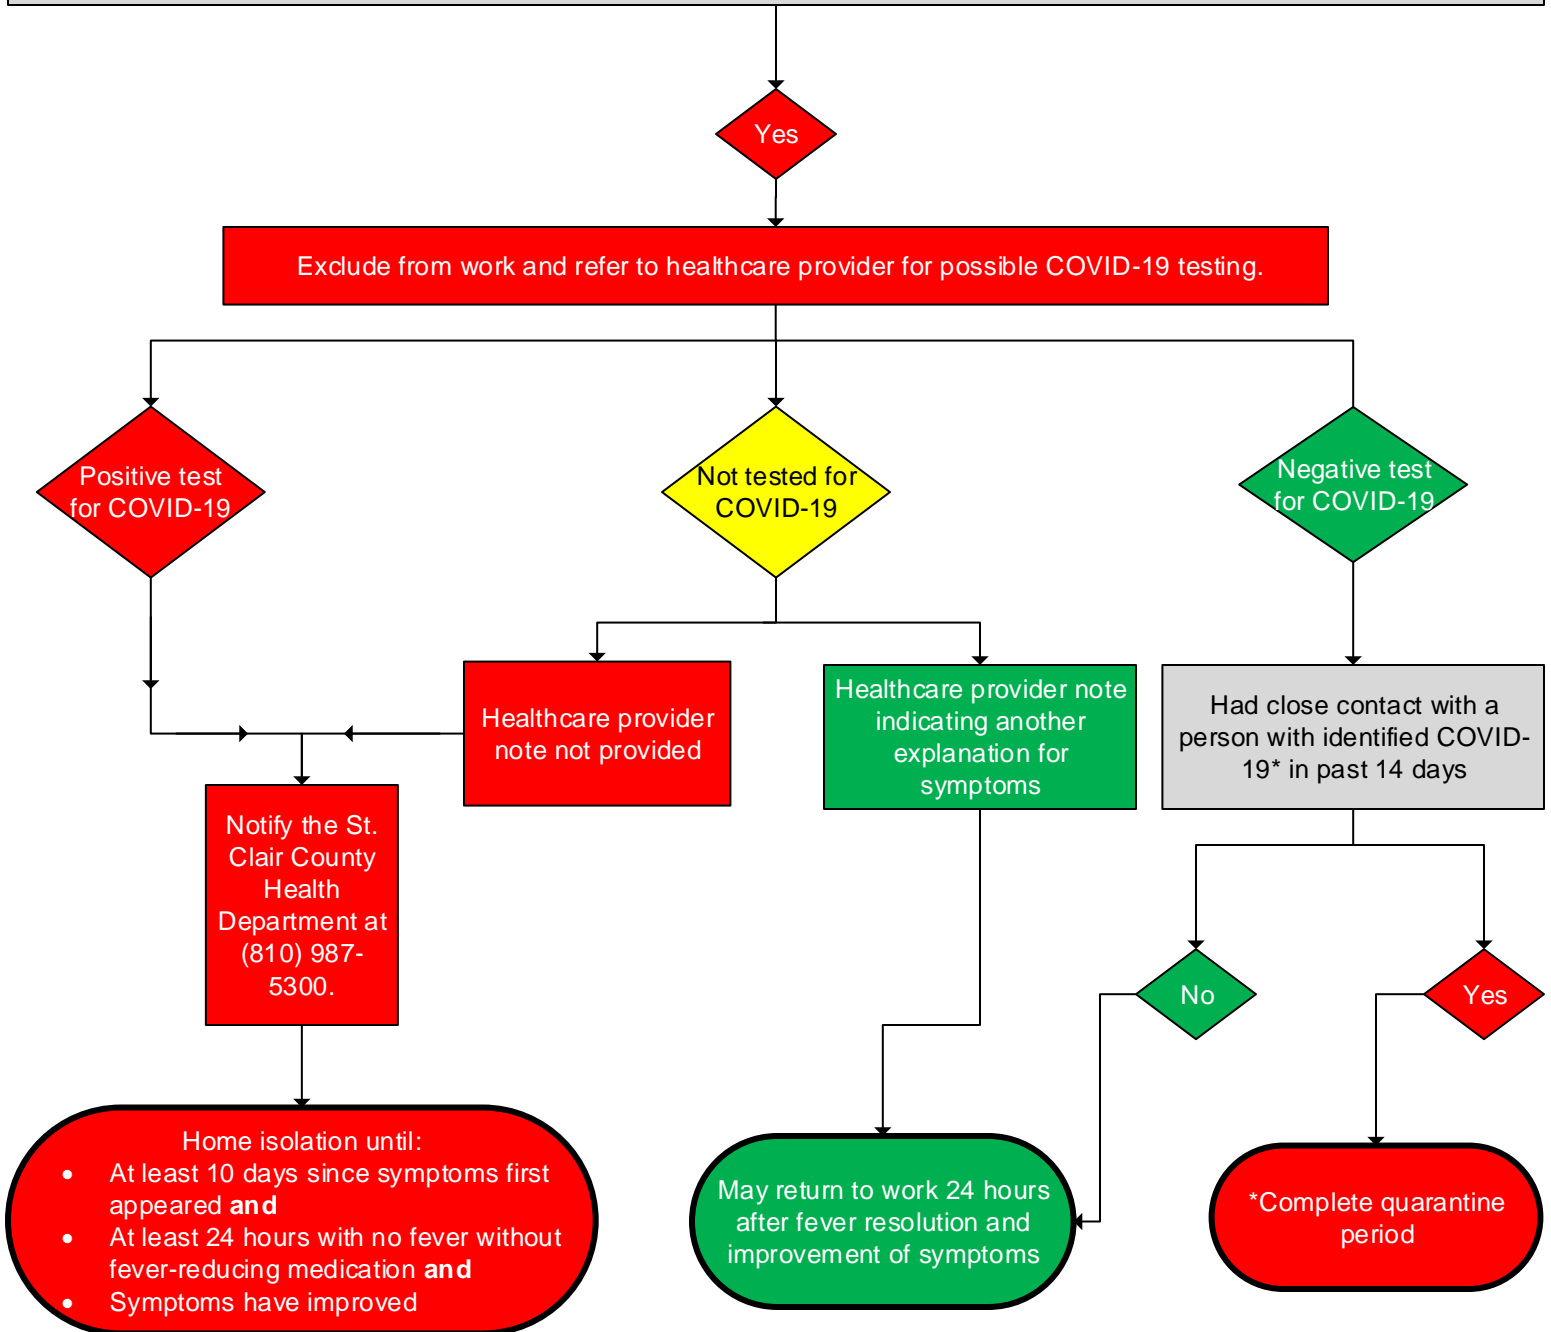 Yes
Exclude from work and refer to healthcare provider for possible COVID-19 testing.
Positive test
for COVID-19
Not tested for
COVID-19
Negative test
for COVID-19
Healthcare provider
note not provided
Healthcare provider note
indicating another
explanation for
symptoms
Had close contact with a
person with identified COVID-
19* in past 14 days
Notify the St.
Clair County
Health
Department at
(810) 987-
5300.
No
Yes
Home isolation until:
• At least 10 days since symptoms first
appeared and
• At least 24 hours with no fever without
fever-reducing medication and
• Symptoms have improved
May return to work 24 hours
after fever resolution and
improvement of symptoms
*Complete quarantine
period